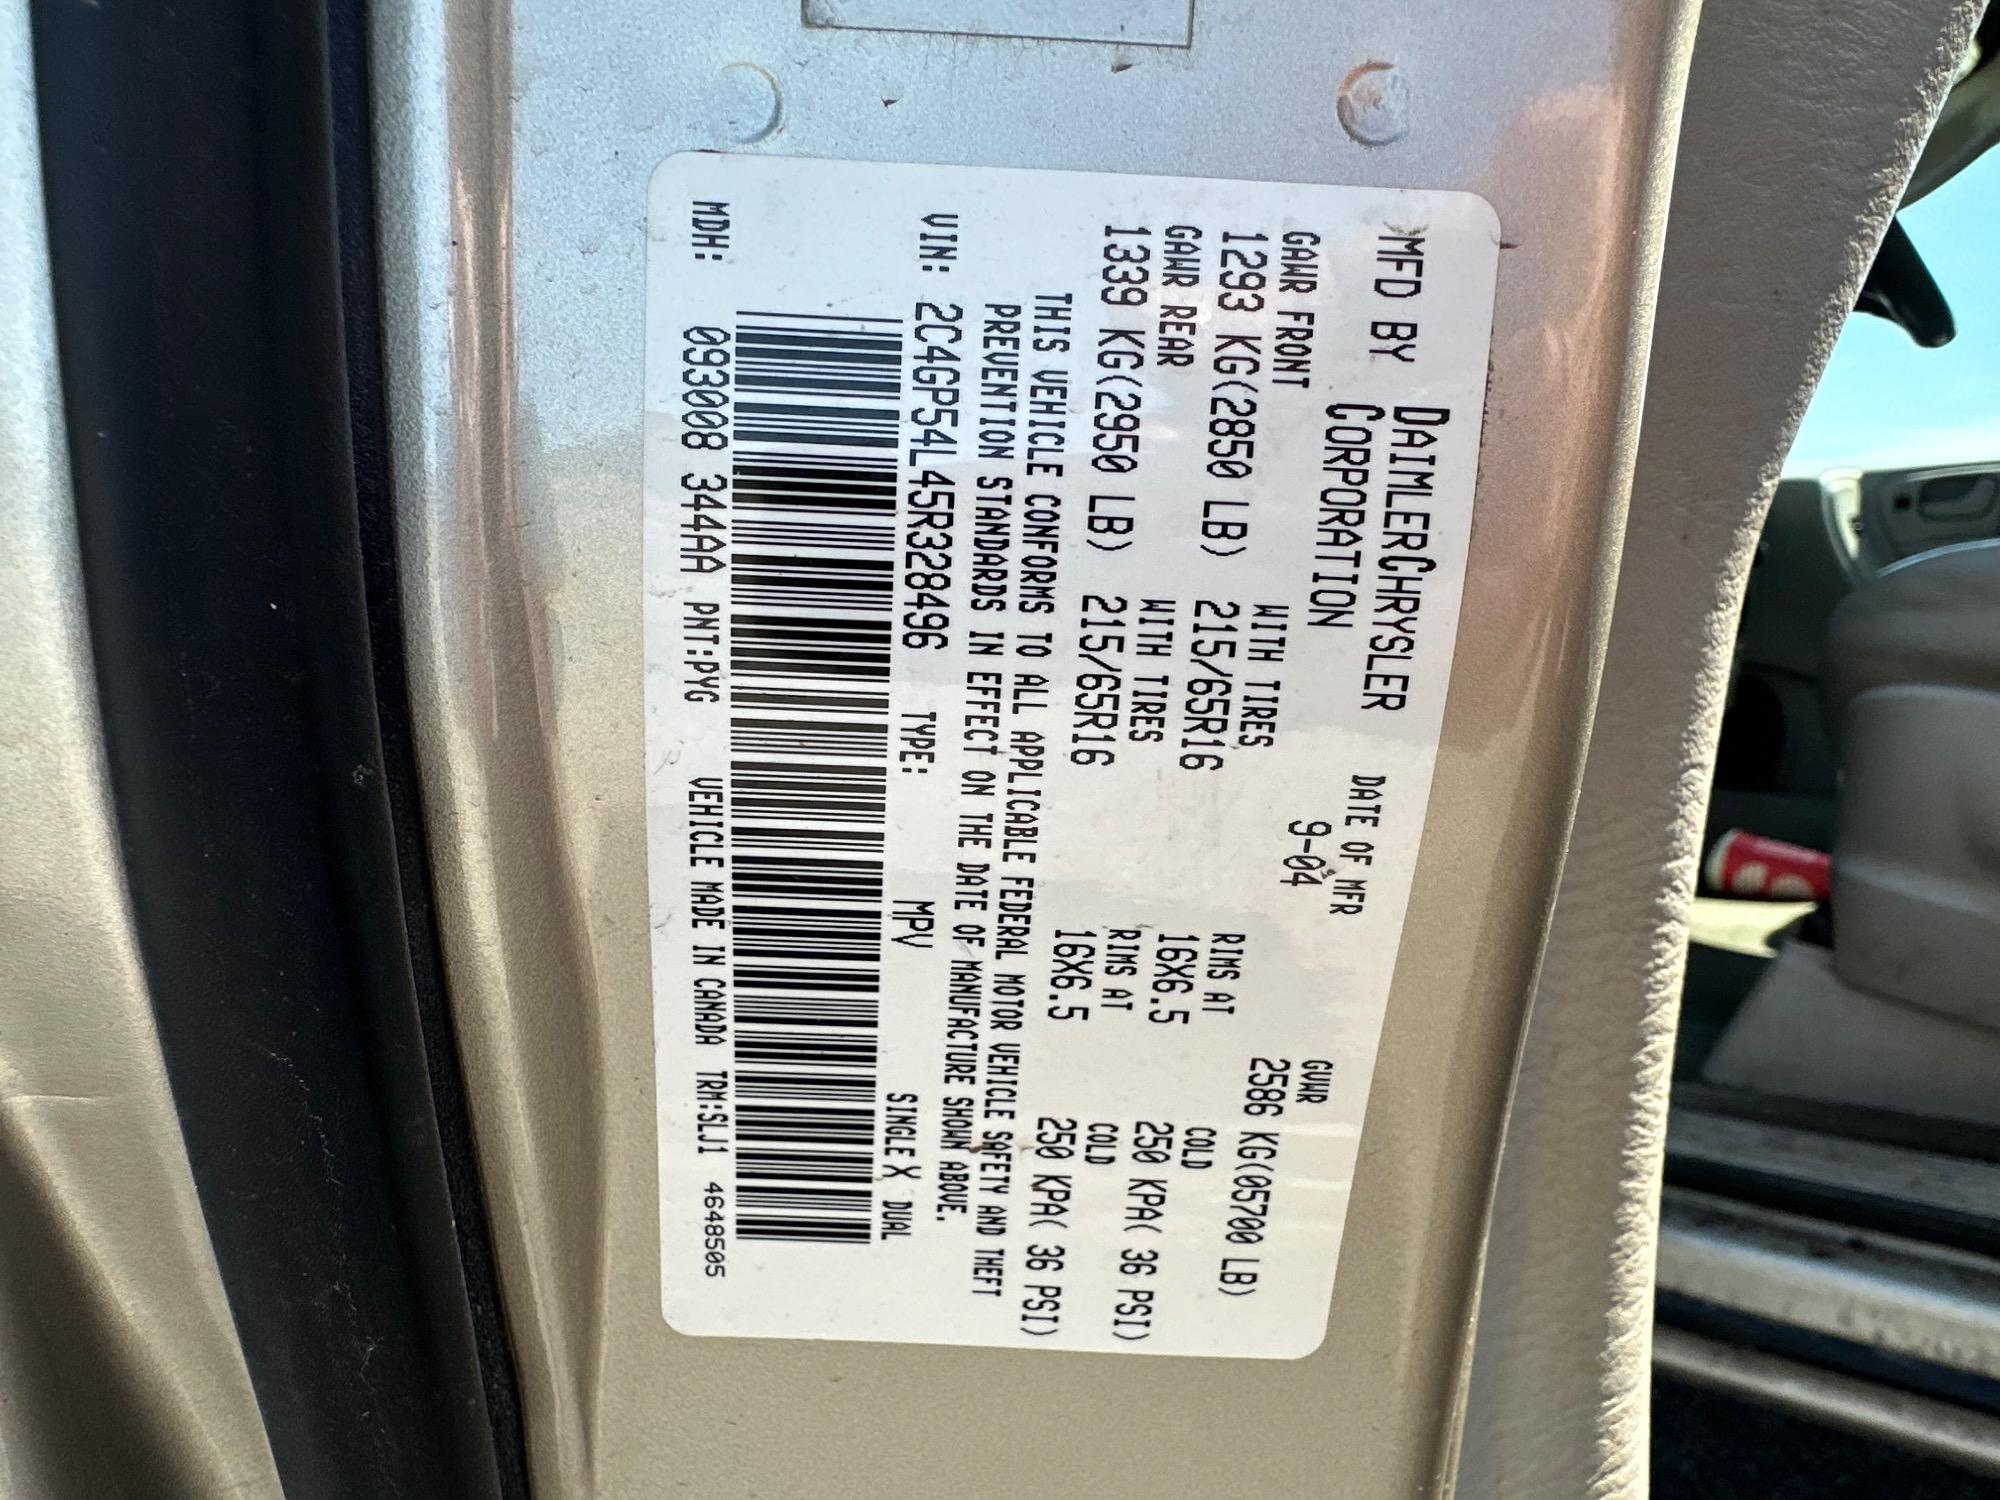 MFD BY DAIMLERCHRYSLER CORPORATION DATE OF MFR 9-04 GVWR 2586 KG(05700 LB)
GAWR FRONT WITH TIRES RIMS AT COLD
1293 KG(2850 LB) 215/65R16 16X6.5 250 KPA( 36 PSI)
GAWR REAR WITH TIRES RIMS AT COLD
1339 KG(2950 LB) 215/65R16 16X6.5 250 KPA( 36 PSI)
THIS VEHICLE CONFORMS TO ALL APPLICABLE FEDERAL MOTOR VEHICLE SAFETY AND THEFT
PREVENTION STANDARDS IN EFFECT ON THE DATE OF MANUFACTURE SHOWN ABOVE.
VIN: 2C4GP54L45R328496 TYPE: MPV SINGLE X DUAL
MDH: 093008 344AA PNT:PYG VEHICLE MADE IN CANADA TRM:SLJ1 4648505